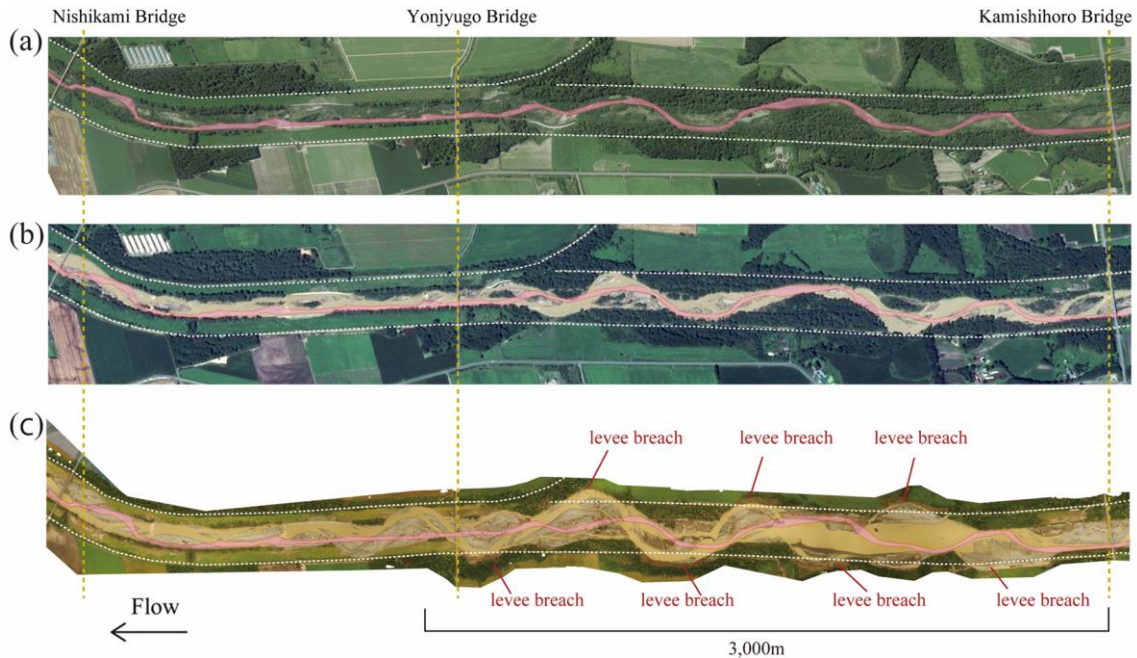 Nishikami Bridge
Yonjyugo Bridge
Kamishihoro Bridge
(a)
(b)
(c)
levee breach
levee breach
levee breach
levee breach
levee breach
levee breach
levee breach
Flow
3,000m